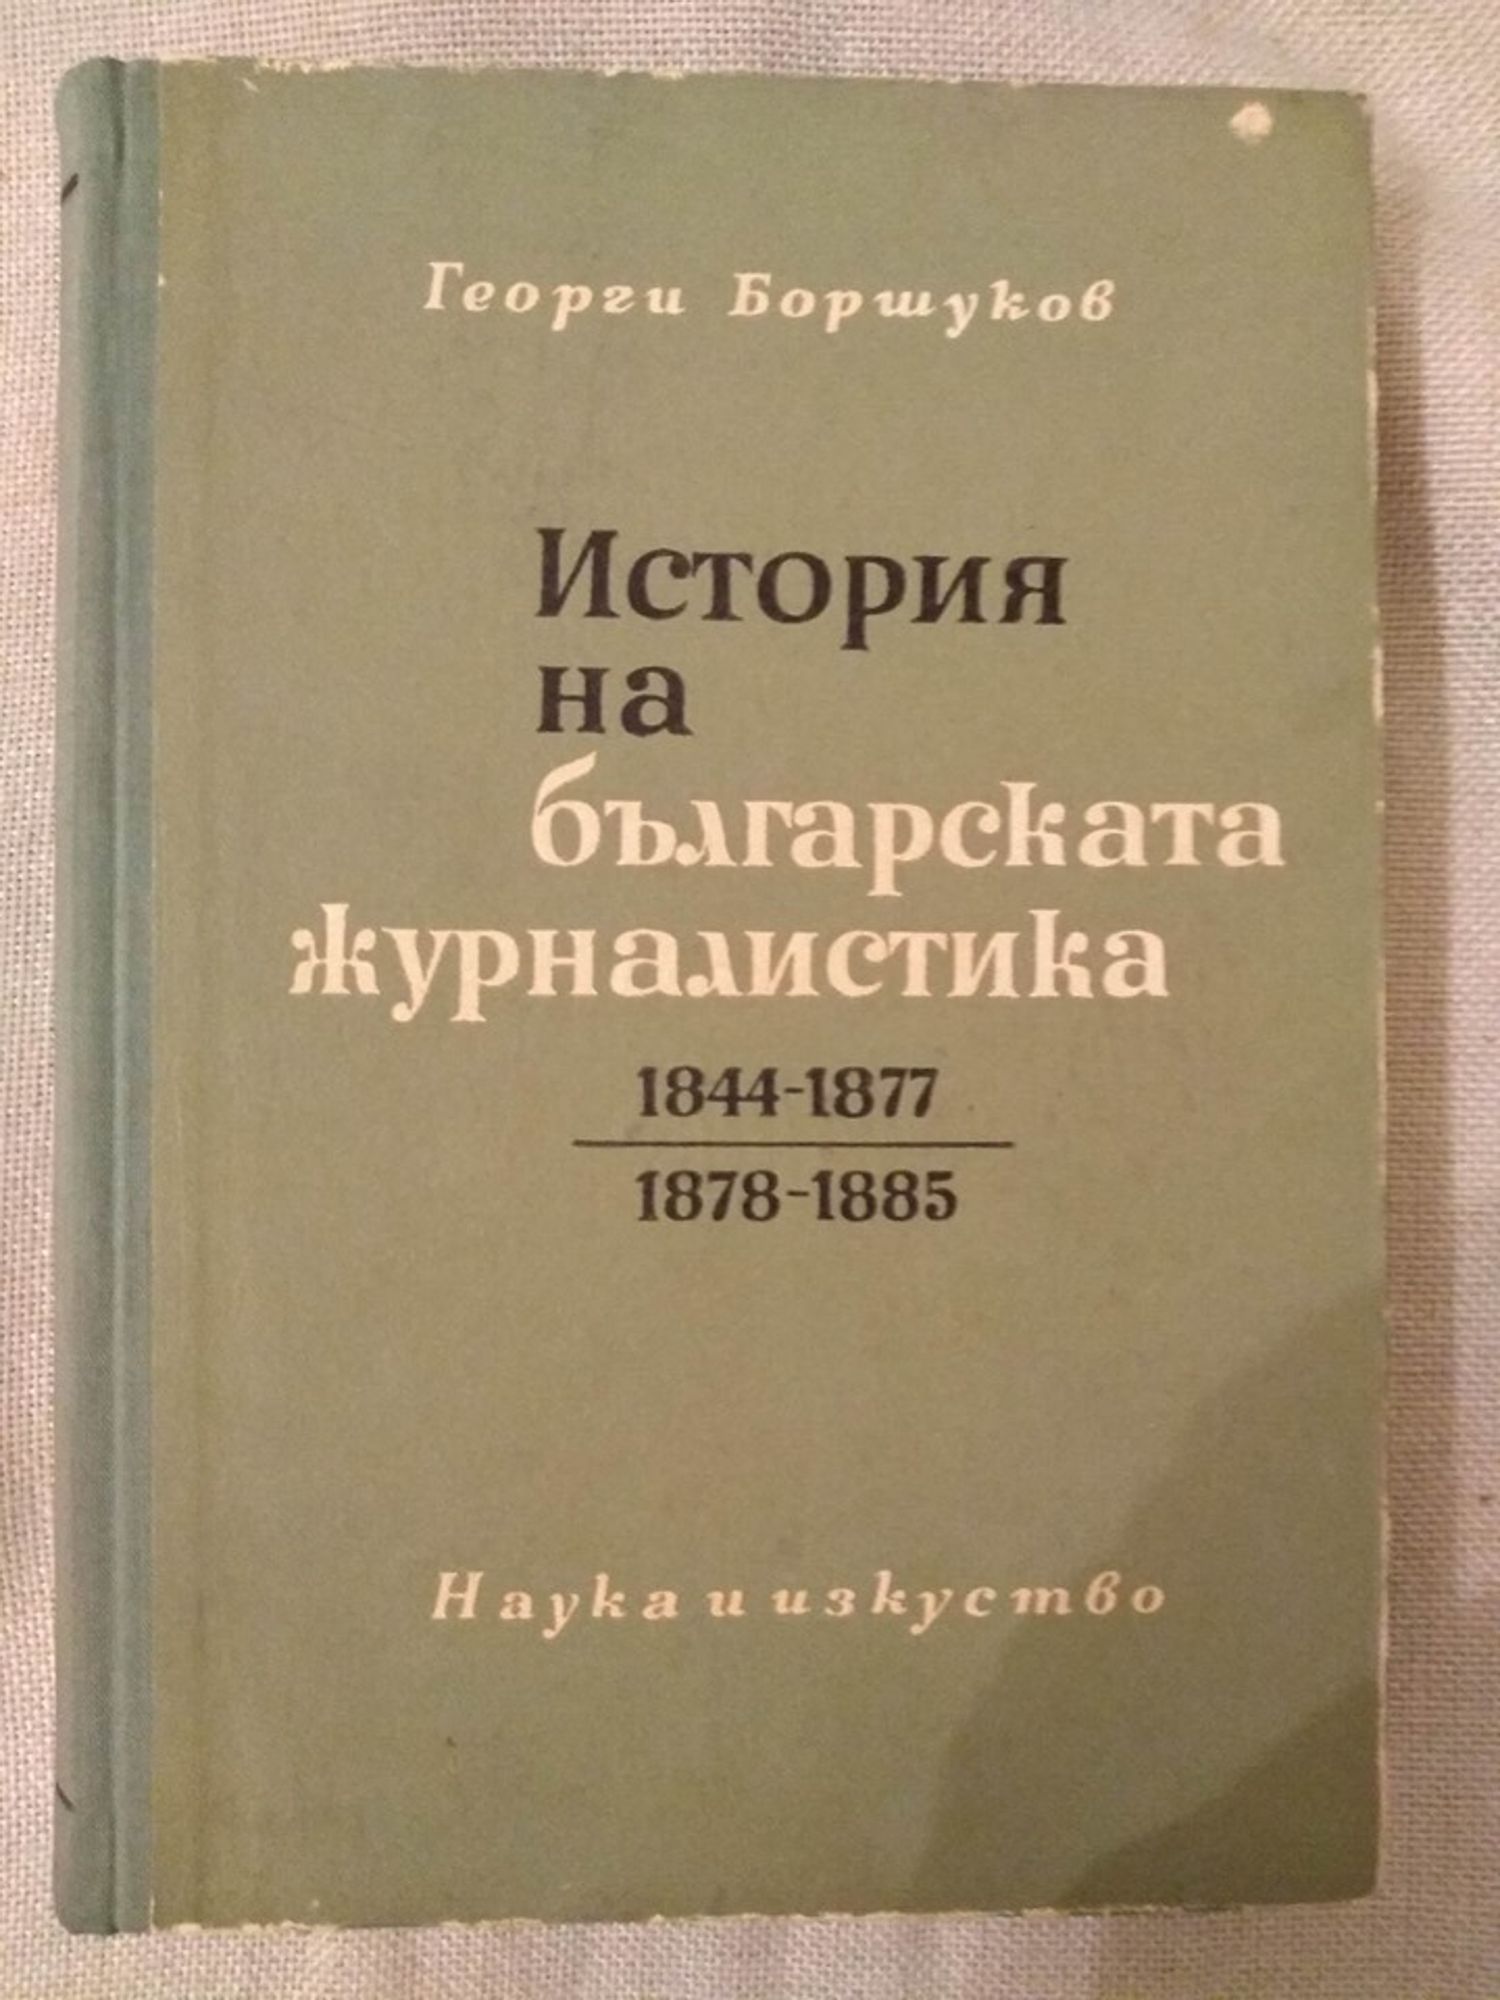 Георги Боршуков
История
на
българската
журналистика
1844-1877
1878-1885
Наука и изкуство